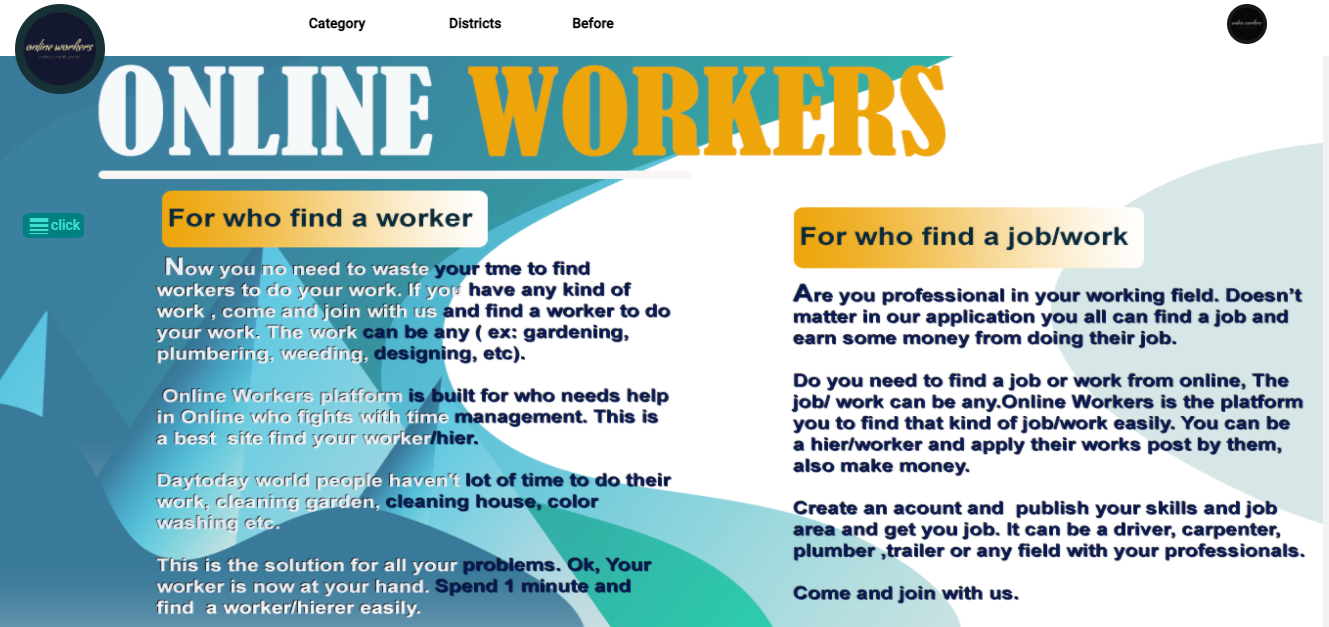 online workers
Category
Districts
Before
online workers
ONLINE WORKERS
click
For who find a worker
Now you no need to waste your tme to find
workers to do your work. If you have any kind of
work , come and join with us and find a worker to do
your work. The work can be any ( ex: gardening,
plumbering, weeding, designing, etc).
Online Workers platform is built for who needs help
in Online who fights with time management. This is
a best site find your worker/hier.
Daytoday world people haven't lot of time to do their
work, cleaning garden, cleaning house, color
washing etc.
This is the solution for all your problems. Ok, Your
worker is now at your hand. Spend 1 minute and
find a worker/hierer easily.
For who find a job/work
Are you professional in your working field. Doesn't
matter in our application you all can find a job and
earn some money from doing their job.
Do you need to find a job or work from online, The
job/ work can be any.Online Workers is the platform
you to find that kind of job/work easily. You can be
a hier/worker and apply their works post by them,
also make money.
Create an acount and publish your skills and job
area and get you job. It can be a driver, carpenter,
plumber ,trailer or any field with your professionals.
Come and join with us.